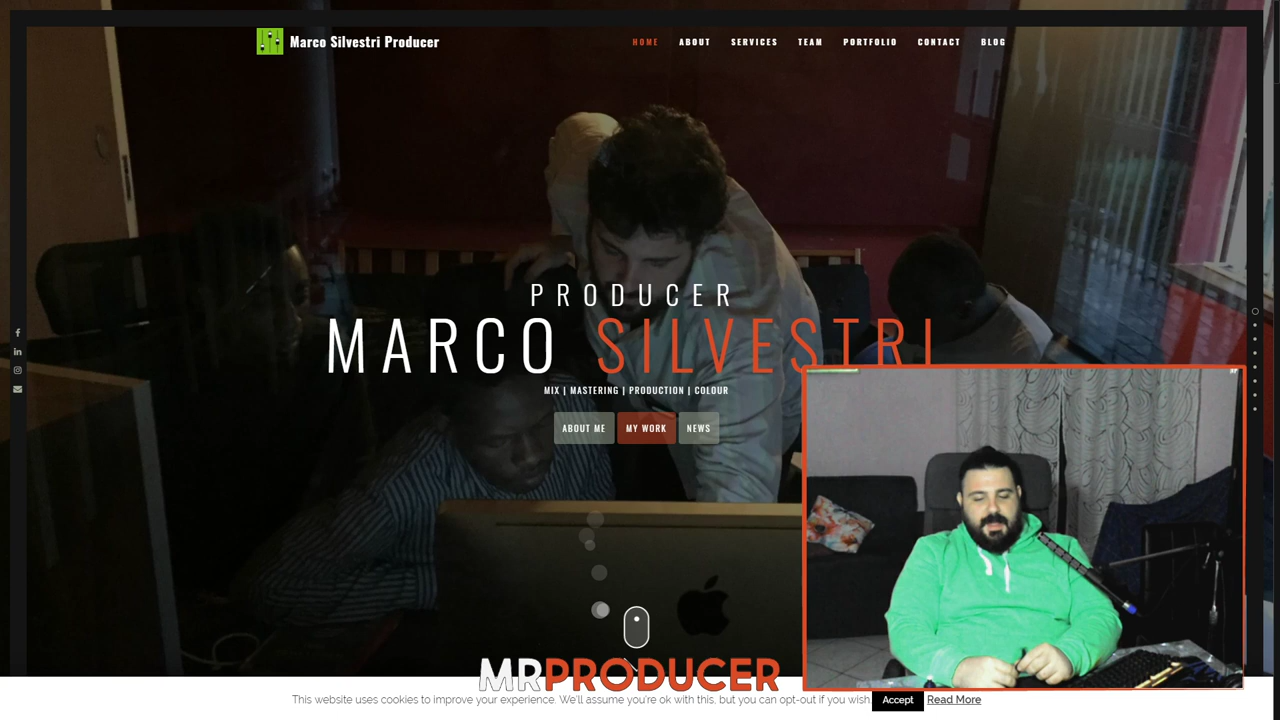 Marco Silvestri Producer
HOME ABOUT SERVICES TEAM PORTFOLIO CONTACT BLOG
PRODUCER
MARCO SILVESTRI
MIX | MASTERING | PRODUCTION | COLOUR
ABOUT ME MY WORK NEWS
MRPRODUCER
This website uses cookies to improve your experience. We'll assume you're ok with this, but you can opt-out if you wish. Accept Read More